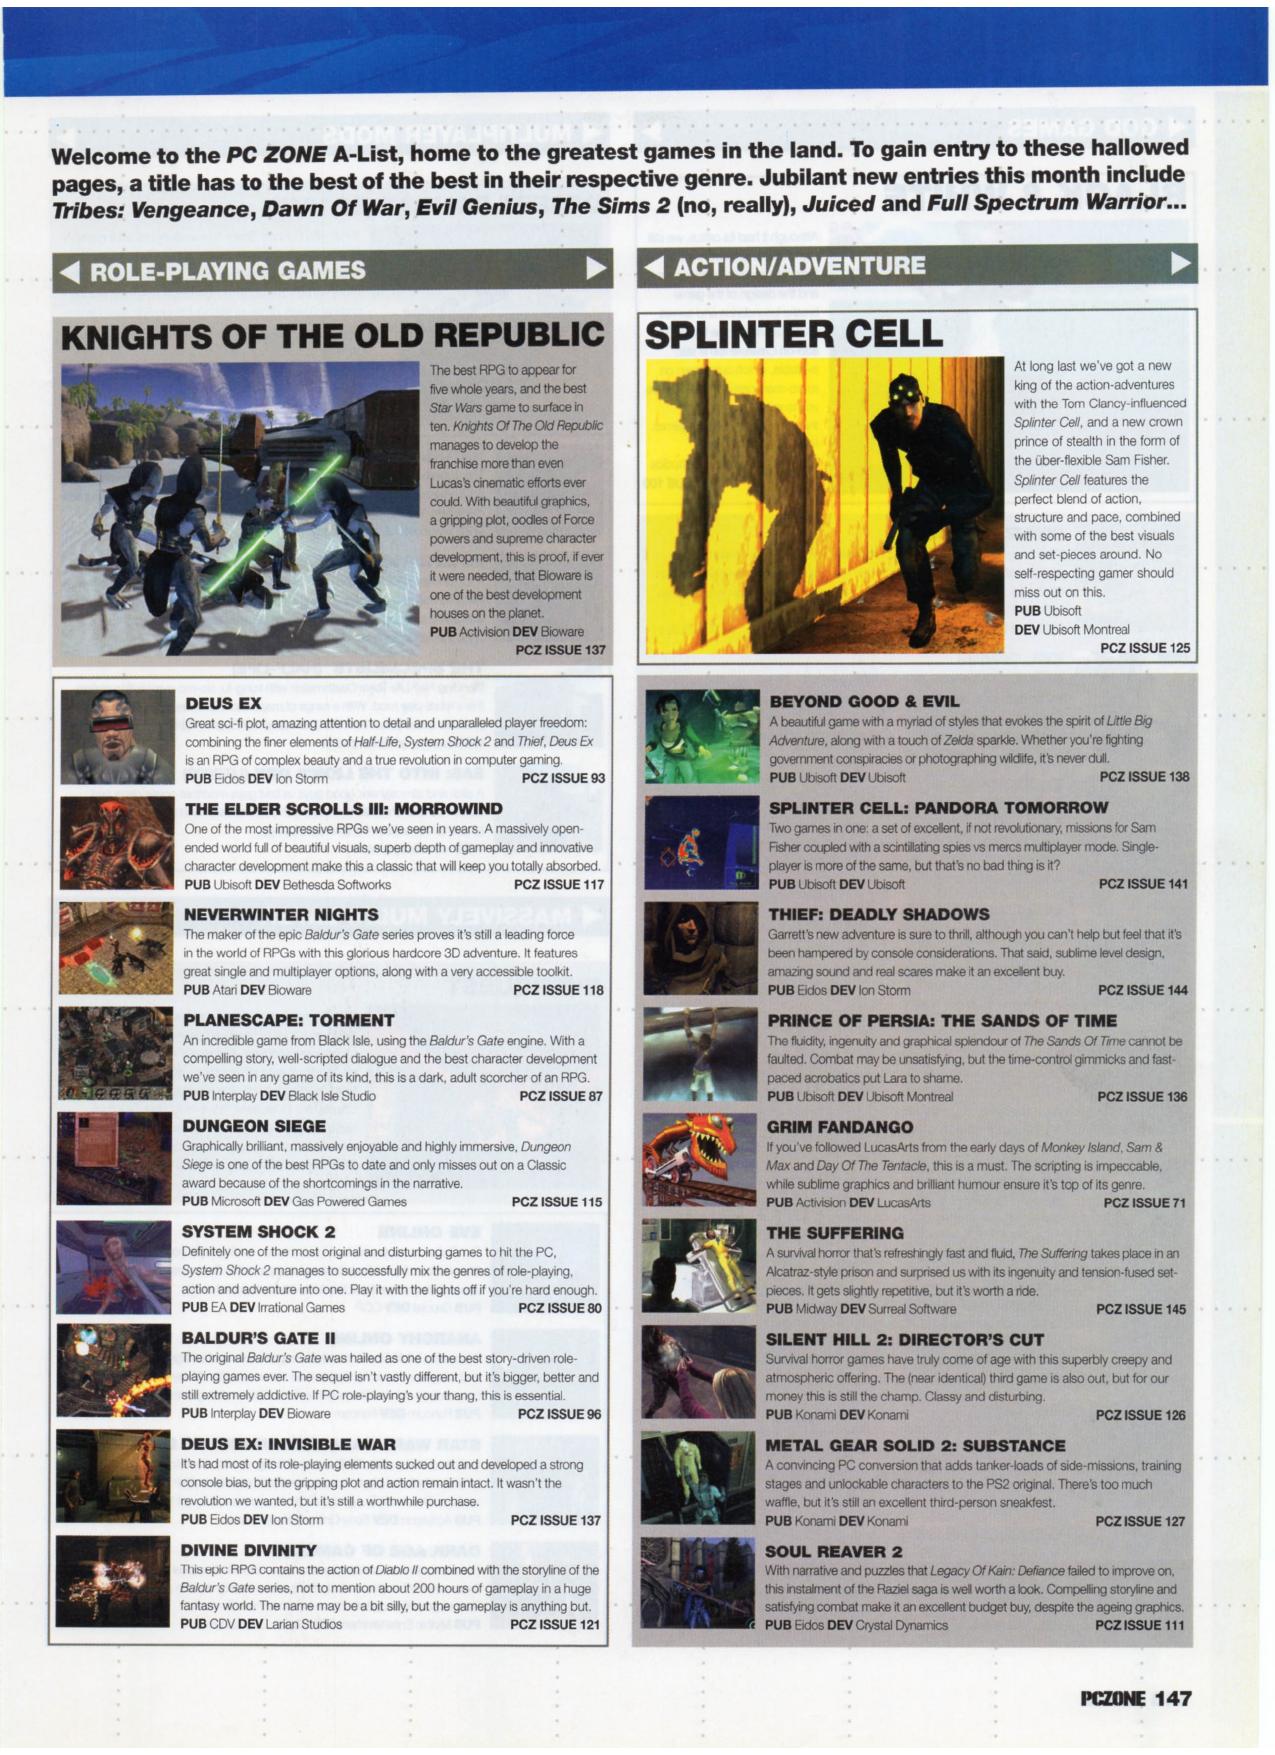 Welcome to the PC ZONE A-List, home to the greatest games in the land. To gain entry to these hallowed
pages, a title has to the best of the best in their respective genre. Jubilant new entries this month include
Tribes: Vengeance, Dawn Of War, Evil Genius, The Sims 2 (no, really), Juiced and Full Spectrum Warrior...
ROLE-PLAYING GAMES
KNIGHTS OF THE OLD REPUBLIC
The best RPG to appear for
five whole years, and the best
Star Wars game to surface in
ten. Knights Of The Old Republic
manages to develop the
franchise more than even
Lucas's cinematic efforts ever
could. With beautiful graphics,
a gripping plot, oodles of Force
powers and supreme character
development, this is proof, if ever
it were needed, that Bioware is
one of the best development
houses on the planet.
PUB Activision DEV Bioware
PCZ ISSUE 137
DEUS EX
Great sci-fi plot, amazing attention to detail and unparalleled player freedom:
combining the finer elements of Half-Life, System Shock 2 and Thief, Deus Ex
is an RPG of complex beauty and a true revolution in computer gaming.
PUB Eidos DEV Ion Storm PCZ ISSUE 93
THE ELDER SCROLLS III: MORROWIND
One of the most impressive RPGs we've seen in years. A massively open-
ended world full of beautiful visuals, superb depth of gameplay and innovative
character development make this a classic that will keep you totally absorbed.
PUB Ubisoft DEV Bethesda Softworks PCZ ISSUE 117
NEVERWINTER NIGHTS
The maker of the epic Baldur's Gate series proves it's still a leading force
in the world of RPGs with this glorious hardcore 3D adventure. It features
great single and multiplayer options, along with a very accessible toolkit.
PUB Atari DEV Bioware PCZ ISSUE 118
PLANESCAPE: TORMENT
An incredible game from Black Isle, using the Baldur's Gate engine. With a
compelling story, well-scripted dialogue and the best character development
we've seen in any game of its kind, this is a dark, adult scorcher of an RPG.
PUB Interplay DEV Black Isle Studio PCZ ISSUE 87
DUNGEON SIEGE
Graphically brilliant, massively enjoyable and highly immersive, Dungeon
Siege is one of the best RPGs to date and only misses out on a Classic
award because of the shortcomings in the narrative.
PUB Microsoft DEV Gas Powered Games PCZ ISSUE 115
SYSTEM SHOCK 2
Definitely one of the most original and disturbing games to hit the PC,
System Shock 2 manages to successfully mix the genres of role-playing,
action and adventure into one. Play it with the lights off if you're hard enough.
PUB EA DEV Irrational Games PCZ ISSUE 80
BALDUR'S GATE II
The original Baldur's Gate was hailed as one of the best story-driven role-
playing games ever. The sequel isn't vastly different, but it's bigger, better and
still extremely addictive. If PC role-playing's your thang, this is essential.
PUB Interplay DEV Bioware PCZ ISSUE 96
DEUS EX: INVISIBLE WAR
It's had most of its role-playing elements sucked out and developed a strong
console bias, but the gripping plot and action remain intact. It wasn't the
revolution we wanted, but it's still a worthwhile purchase.
PUB Eidos DEV Ion Storm PCZ ISSUE 137
DIVINE DIVINITY
This epic RPG contains the action of Diablo II combined with the storyline of the
Baldur's Gate series, not to mention about 200 hours of gameplay in a huge
fantasy world. The name may be a bit silly, but the gameplay is anything but.
PUB CDV DEV Larian Studios PCZ ISSUE 121
ACTION/ADVENTURE
SPLINTER CELL
At long last we've got a new
king of the action-adventures
with the Tom Clancy-influenced
Splinter Cell, and a new crown
prince of stealth in the form of
the über-flexible Sam Fisher.
Splinter Cell features the
perfect blend of action,
structure and pace, combined
with some of the best visuals
and set-pieces around. No
self-respecting gamer should
miss out on this.
PUB Ubisoft
DEV Ubisoft Montreal
PCZ ISSUE 125
BEYOND GOOD & EVIL
A beautiful game with a myriad of styles that evokes the spirit of Little Big
Adventure, along with a touch of Zelda sparkle. Whether you're fighting
government conspiracies or photographing wildlife, it's never dull.
PUB Ubisoft DEV Ubisoft PCZ ISSUE 138
SPLINTER CELL: PANDORA TOMORROW
Two games in one: a set of excellent, if not revolutionary, missions for Sam
Fisher coupled with a scintillating spies vs mercs multiplayer mode. Single-
player is more of the same, but that's no bad thing is it?
PUB Ubisoft DEV Ubisoft PCZ ISSUE 141
THIEF: DEADLY SHADOWS
Garrett's new adventure is sure to thrill, although you can't help but feel that it's
been hampered by console considerations. That said, sublime level design,
amazing sound and real scares make it an excellent buy.
PUB Eidos DEV Ion Storm PCZ ISSUE 144
PRINCE OF PERSIA: THE SANDS OF TIME
The fluidity, ingenuity and graphical splendour of The Sands Of Time cannot be
faulted. Combat may be unsatisfying, but the time-control gimmicks and fast-
paced acrobatics put Lara to shame.
PUB Ubisoft DEV Ubisoft Montreal PCZ ISSUE 136
GRIM FANDANGO
If you've followed LucasArts from the early days of Monkey Island, Sam &
Max and Day Of The Tentacle, this is a must. The scripting is impeccable,
while sublime graphics and brilliant humour ensure it's top of its genre.
PUB Activision DEV LucasArts PCZ ISSUE 71
THE SUFFERING
A survival horror that's refreshingly fast and fluid, The Suffering takes place in an
Alcatraz-style prison and surprised us with its ingenuity and tension-fused set-
pieces. It gets slightly repetitive, but it's worth a ride.
PUB Midway DEV Surreal Software PCZ ISSUE 145
SILENT HILL 2: DIRECTOR'S CUT
Survival horror games have truly come of age with this superbly creepy and
atmospheric offering. The (near identical) third game is also out, but for our
money this is still the champ. Classy and disturbing.
PUB Konami DEV Konami PCZ ISSUE 126
METAL GEAR SOLID 2: SUBSTANCE
A convincing PC conversion that adds tanker-loads of side-missions, training
stages and unlockable characters to the PS2 original. There's too much
waffle, but it's still an excellent third-person sneakfest.
PUB Konami DEV Konami PCZ ISSUE 127
SOUL REAVER 2
With narrative and puzzles that Legacy Of Kain: Defiance failed to improve on,
this instalment of the Raziel saga is well worth a look. Compelling storyline and
satisfying combat make it an excellent budget buy, despite the ageing graphics.
PUB Eidos DEV Crystal Dynamics PCZ ISSUE 111
PCZONE 147